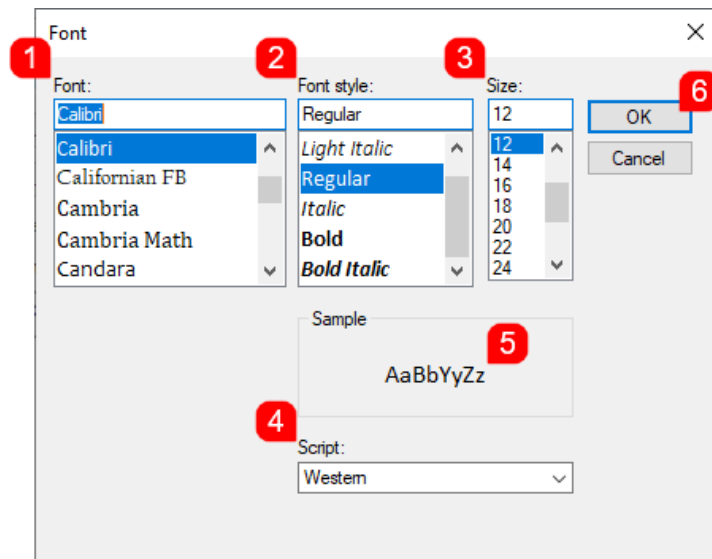 Font
1
2
3
6
Font:
Font style:
Size:
Calibri
Regular
12
OK
Cancel
Calibri
Californian FB
Cambria
Cambria Math
Candara
Light Italic
Regular
Italic
Bold
Bold Italic
12
14
16
18
20
22
24
Sample
5
AaBbYyZz
4
Script:
Western